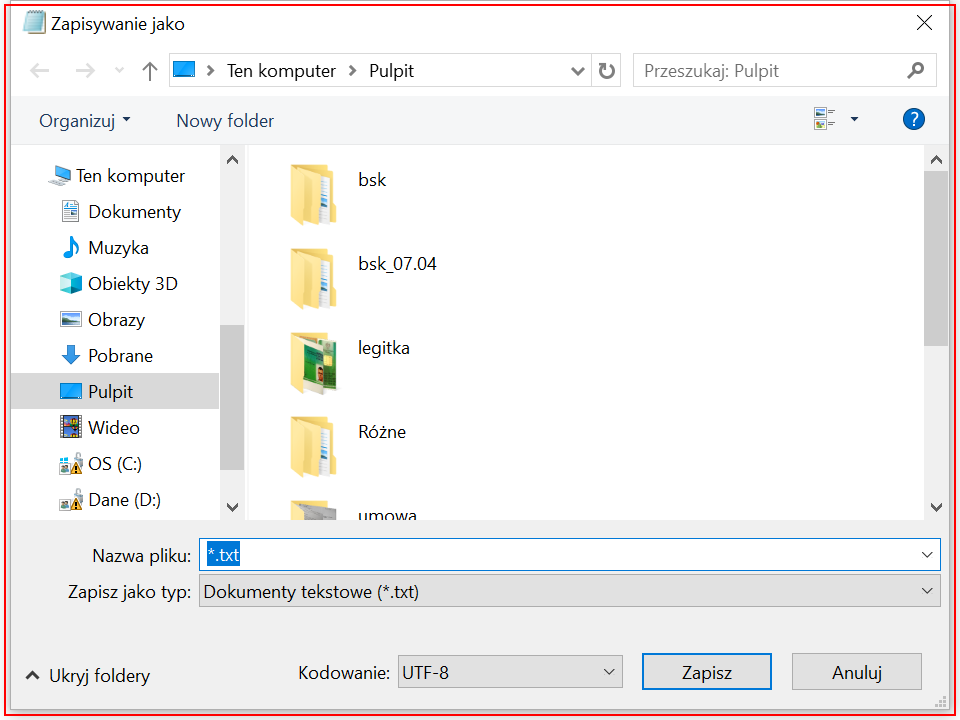 Zapisywanie jako
Ten komputer > Pulpit
Przeszukaj: Pulpit
Organizuj
Nowy folder
?
Ten komputer
Dokumenty
Muzyka
Obiekty 3D
Obrazy
Pobrane
Pulpit
Wideo
OS (C:)
Dane (D:)
bsk
bsk_07.04
legitka
Różne
umowa
Nazwa pliku: *.txt
Zapisz jako typ: Dokumenty tekstowe (*.txt)
Ukryj foldery
Kodowanie: UTF-8
Zapisz
Anuluj